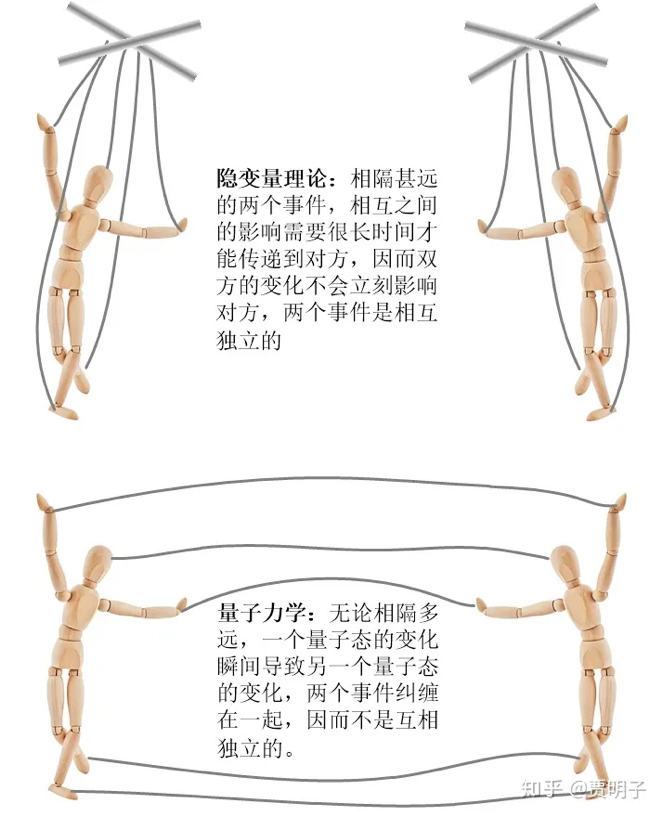 隐变量理论：相隔甚远
的两个事件，相互之间
的影响需要很长时间才
能传递到对方，因而双
方的变化不会立刻影响
对方，两个事件是相互
独立的
量子力学：无论相隔多
远，一个量子态的变化
瞬间导致另一个量子态
的变化，两个事件纠缠
在一起，因而不是互相
独立的。
知乎 @贾明子